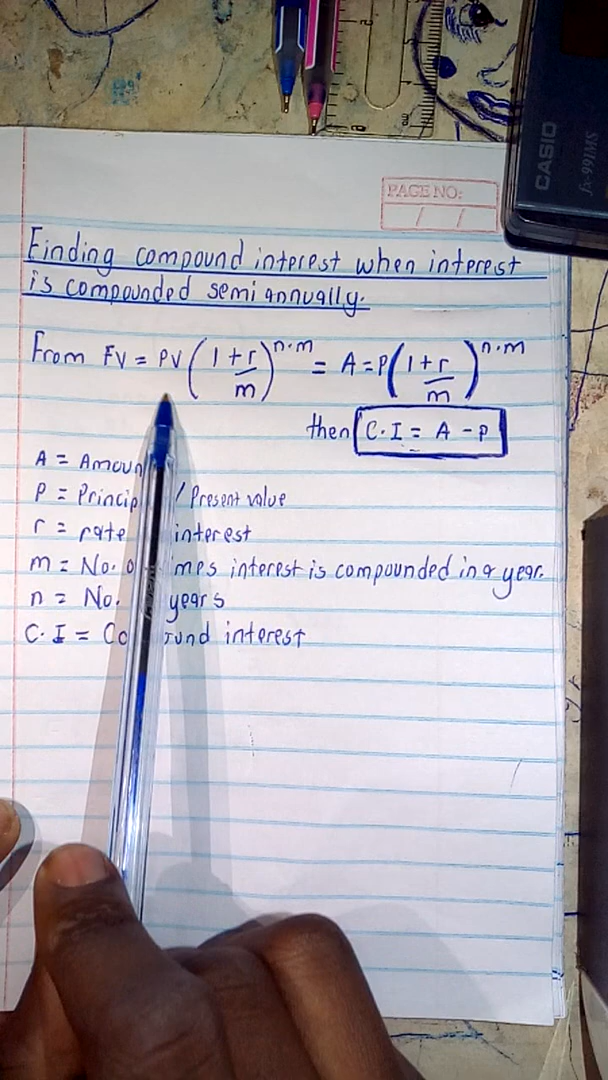 CASIO
PAGE NO:
/ /
Finding compound interest when interest
is compounded semi annually.
From FV = PV(1+r/m)^n·m = A = P(1+r/m)^n·m
then C·I = A - P
A = Amoun
P = Princip / Present value
r = rate interest
m = No. mes interest is compounded in a year.
n = No. years
C·I = Co und interest